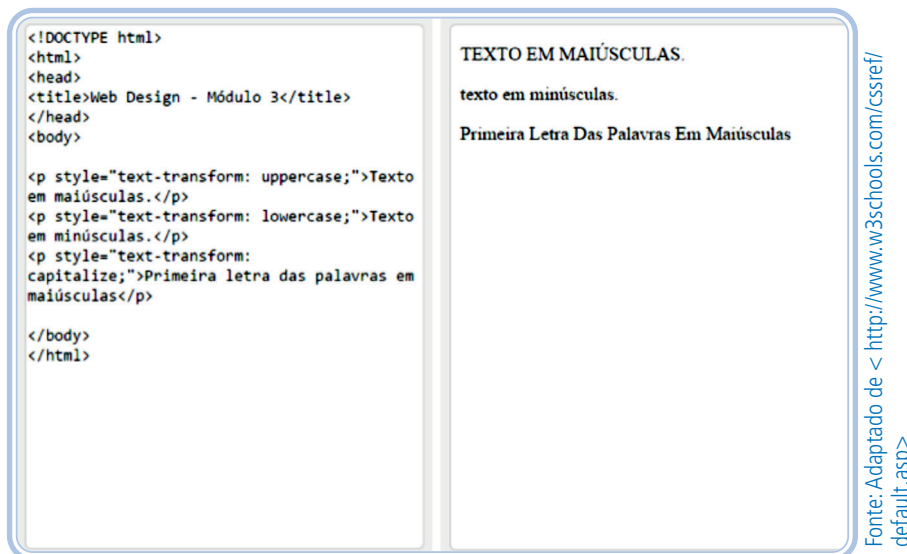 <!DOCTYPE html>
<html>
<head>
<title>Web Design - Módulo 3</title>
</head>
<body>
<p style="text-transform: uppercase;">Texto
em maiúsculas.</p>
<p style="text-transform: lowercase;">Texto
em minúsculas.</p>
<p style="text-transform:
capitalize;">Primeira letra das palavras em
maiúsculas</p>
</body>
</html>
TEXTO EM MAIÚSCULAS.
texto em minúsculas.
Primeira Letra Das Palavras Em Maiúsculas
Fonte: Adaptado de < http://www.w3schools.com/cssref/
default.asp>